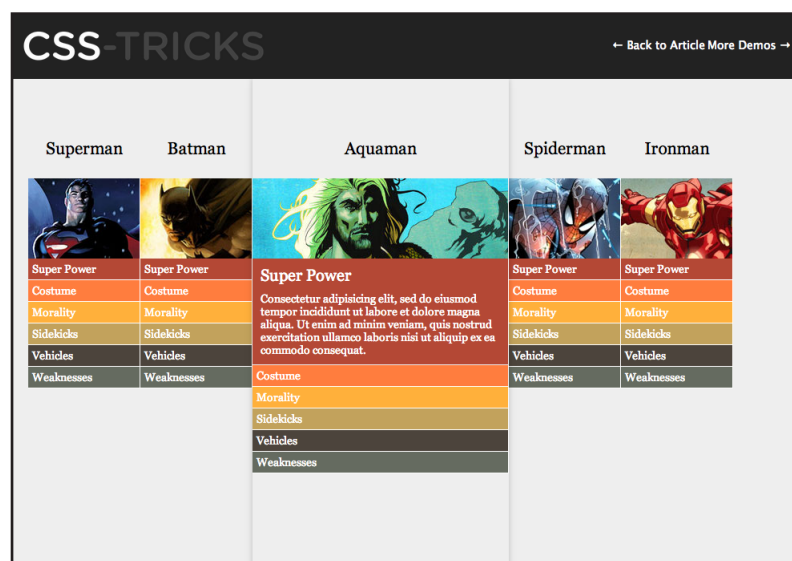 CSS-TRICKS
← Back to Article More Demos →
Superman
Batman
Aquaman
Spiderman
Ironman
Super Power
Costume
Morality
Sidekicks
Vehicles
Weaknesses
Super Power
Costume
Morality
Sidekicks
Vehicles
Weaknesses
Super Power
Consectetur adipisicing elit, sed do eiusmod
tempor incididunt ut labore et dolore magna
aliqua. Ut enim ad minim veniam, quis nostrud
exercitation ullamco laboris nisi ut aliquip ex ea
commodo consequat.
Costume
Morality
Sidekicks
Vehicles
Weaknesses
Super Power
Costume
Morality
Sidekicks
Vehicles
Weaknesses
Super Power
Costume
Morality
Sidekicks
Vehicles
Weaknesses